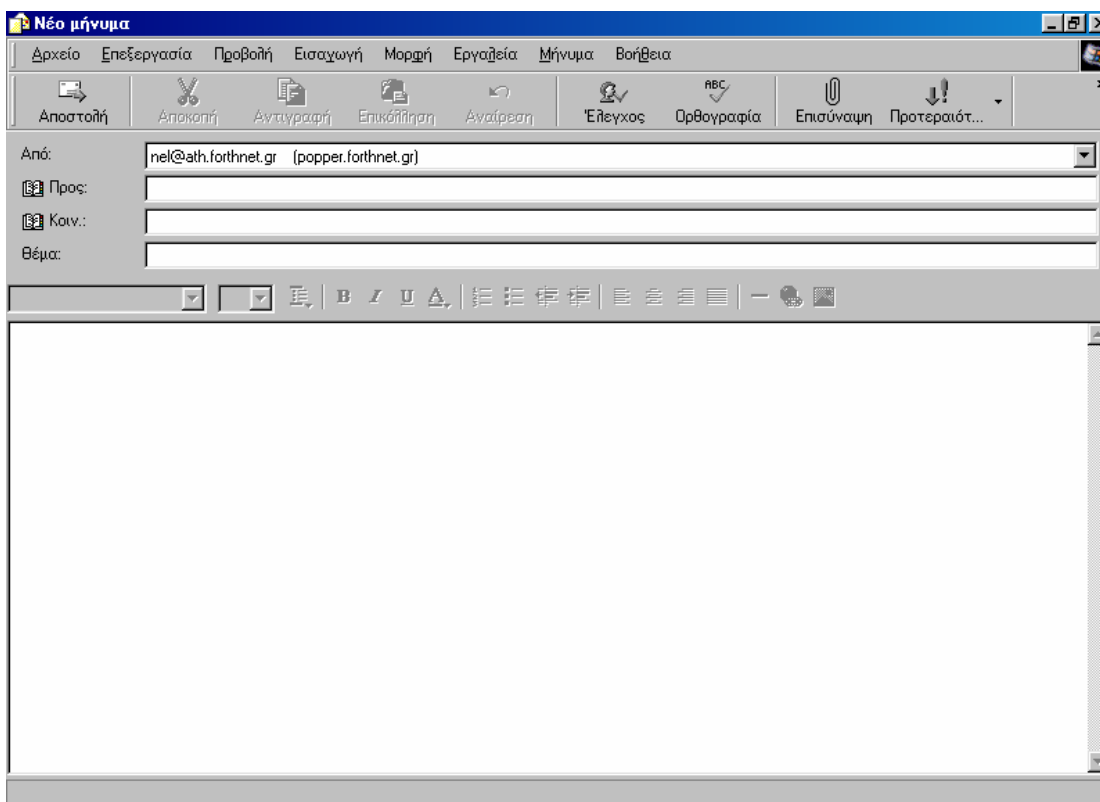 Νέο μήνυμα
Αρχείο Επεξεργασία Προβολή Εισαγωγή Μορφή Εργαλεία Μήνυμα Βοήθεια
Αποστολή Αποκοπή Αντιγραφή Επικόλληση Αναίρεση Έλεγχος ABC Ορθογραφία Επισύναψη Προτεραιότ...
Από: nel@ath.forthnet.gr (popper.forthnet.gr)
Προς:
Κοιν.:
Θέμα:
B I U A